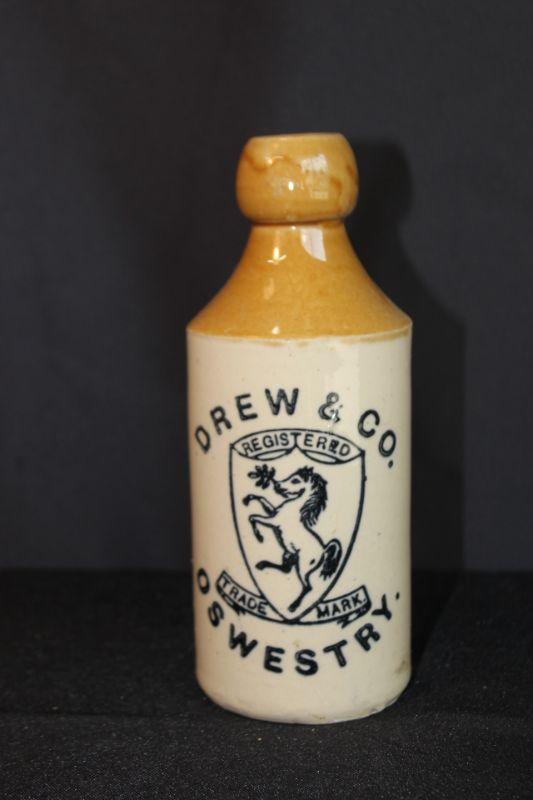 DREW & CO.
REGISTERED
TRADE MARK.
OSWESTRY.